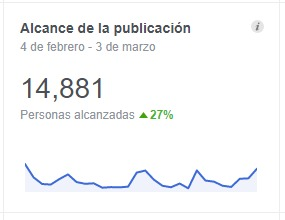 Alcance de la publicación
i
4 de febrero - 3 de marzo
14,881
Personas alcanzadas ▲27%